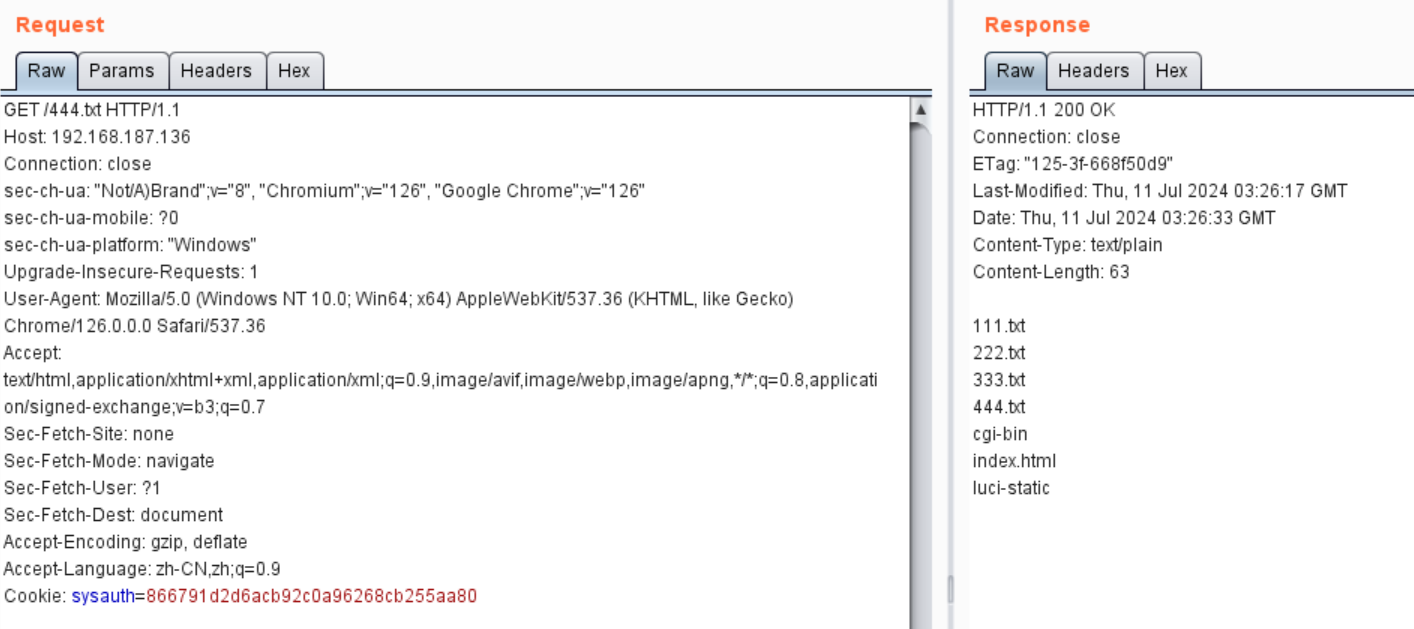 Request
Raw Params Headers Hex
GET /444.txt HTTP/1.1
Host: 192.168.187.136
Connection: close
sec-ch-ua: "Not/A)Brand";v="8", "Chromium";v="126", "Google Chrome";v="126"
sec-ch-ua-mobile: ?0
sec-ch-ua-platform: "Windows"
Upgrade-Insecure-Requests: 1
User-Agent: Mozilla/5.0 (Windows NT 10.0; Win64; x64) AppleWebKit/537.36 (KHTML, like Gecko)
Chrome/126.0.0.0 Safari/537.36
Accept:
text/html,application/xhtml+xml,application/xml;q=0.9,image/avif,image/webp,image/apng,*/*;q=0.8,applicati
on/signed-exchange;v=b3;q=0.7
Sec-Fetch-Site: none
Sec-Fetch-Mode: navigate
Sec-Fetch-User: ?1
Sec-Fetch-Dest: document
Accept-Encoding: gzip, deflate
Accept-Language: zh-CN,zh;q=0.9
Cookie: sysauth=866791d2d6acb92c0a96268cb255aa80
Response
Raw Headers Hex
HTTP/1.1 200 OK
Connection: close
ETag: "125-3f-668f50d9"
Last-Modified: Thu, 11 Jul 2024 03:26:17 GMT
Date: Thu, 11 Jul 2024 03:26:33 GMT
Content-Type: text/plain
Content-Length: 63
111.txt
222.txt
333.txt
444.txt
cgi-bin
index.html
luci-static